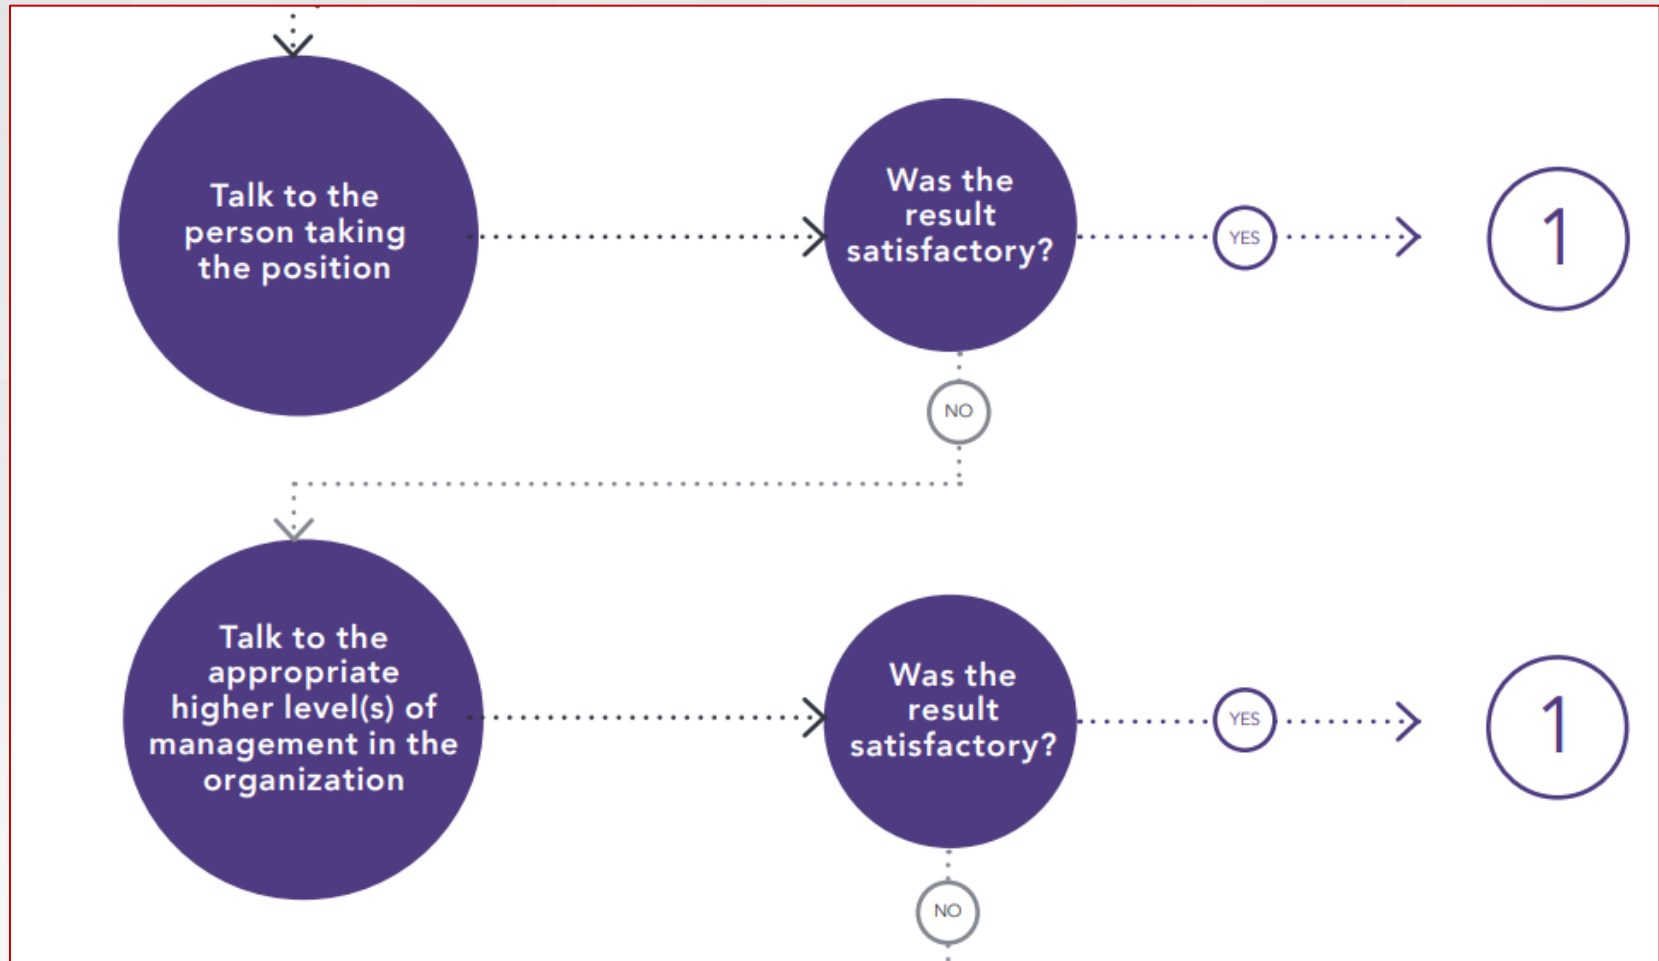 Talk to the
person taking
the position
Was the
result
satisfactory?
YES
1
NO
Talk to the
appropriate
higher level(s) of
management in the
organization
Was the
result
satisfactory?
YES
1
NO